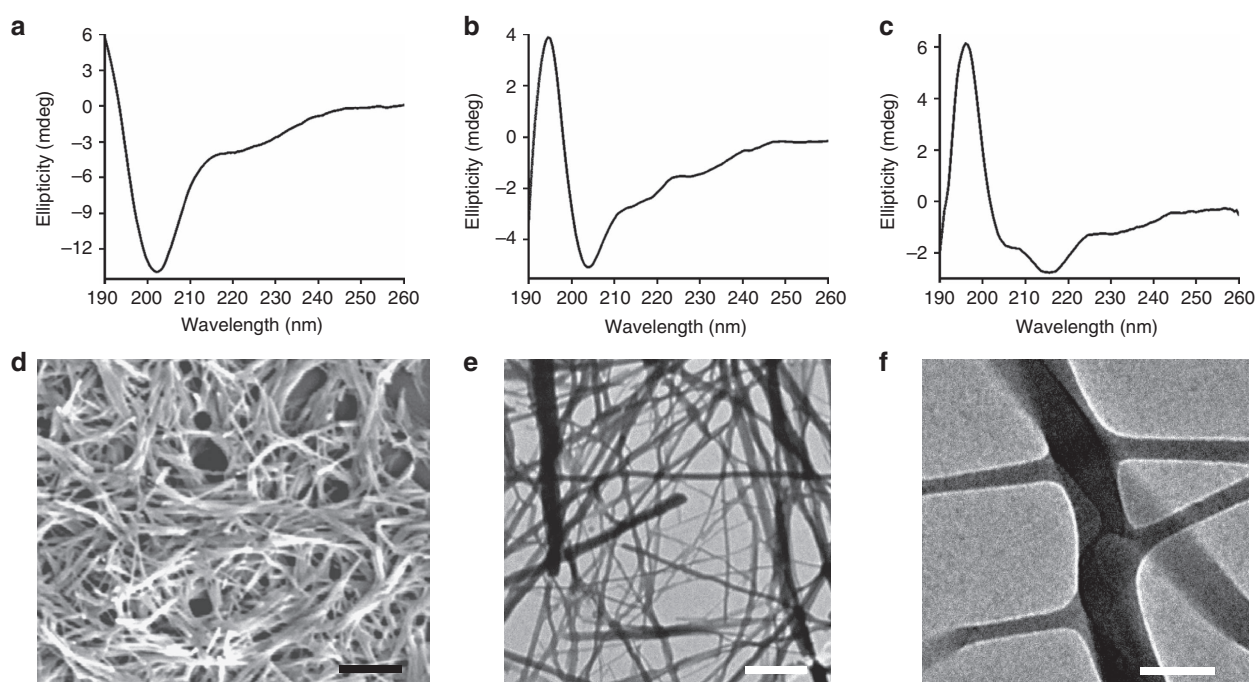 a
6
3
0
–3
–6
–9
–12
190 200 210 220 230 240 250 260
Wavelength (nm)
Ellipticity (mdeg)
b
4
2
0
–2
–4
190 200 210 220 230 240 250 260
Wavelength (nm)
Ellipticity (mdeg)
c
6
4
2
0
–2
190 200 210 220 230 240 250 260
Wavelength (nm)
Ellipticity (mdeg)
d
e
f